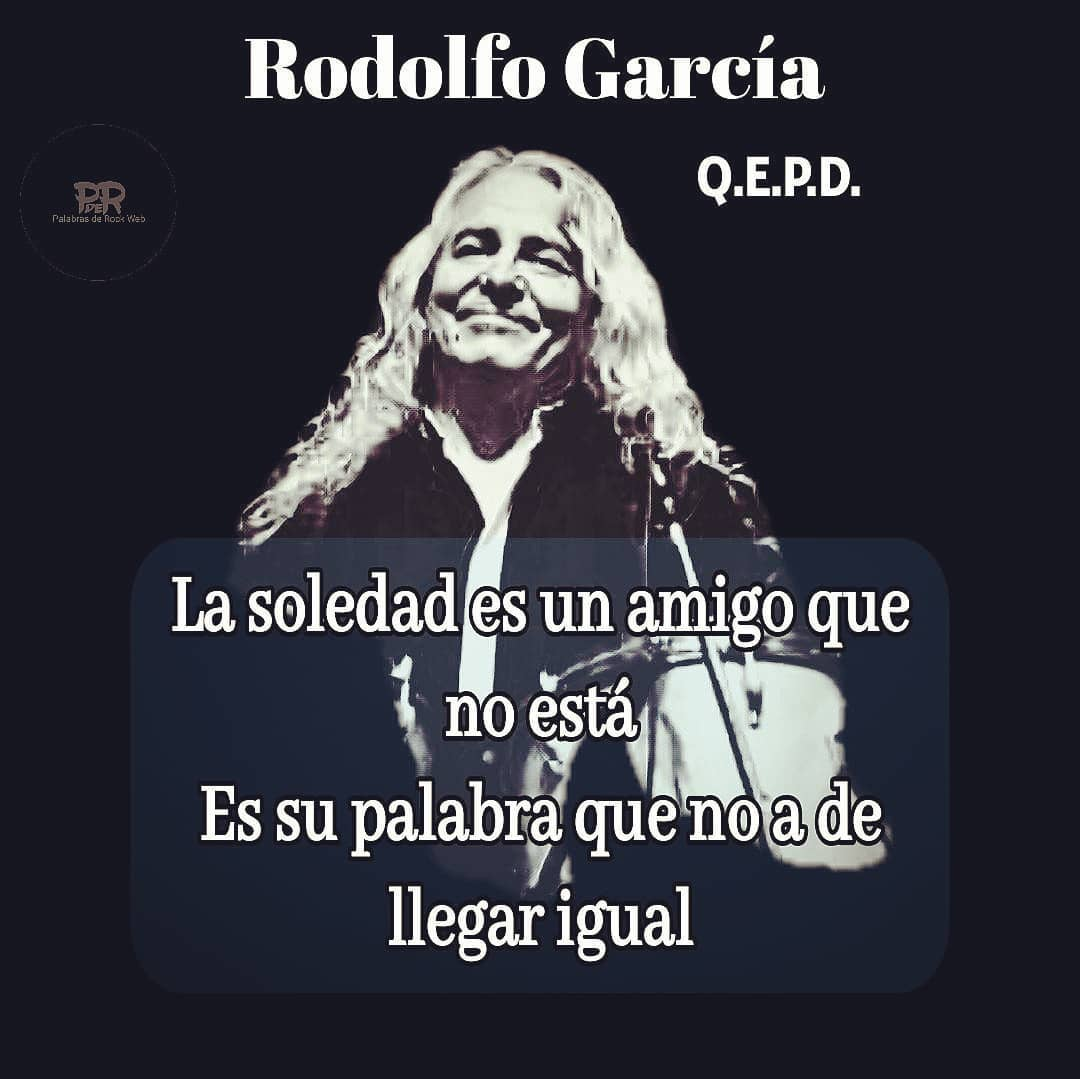 Rodolfo García
Q.E.P.D.
PDER
Palabras de Rock Web
La soledad es un amigo que
no está
Es su palabra que no a de
llegar igual